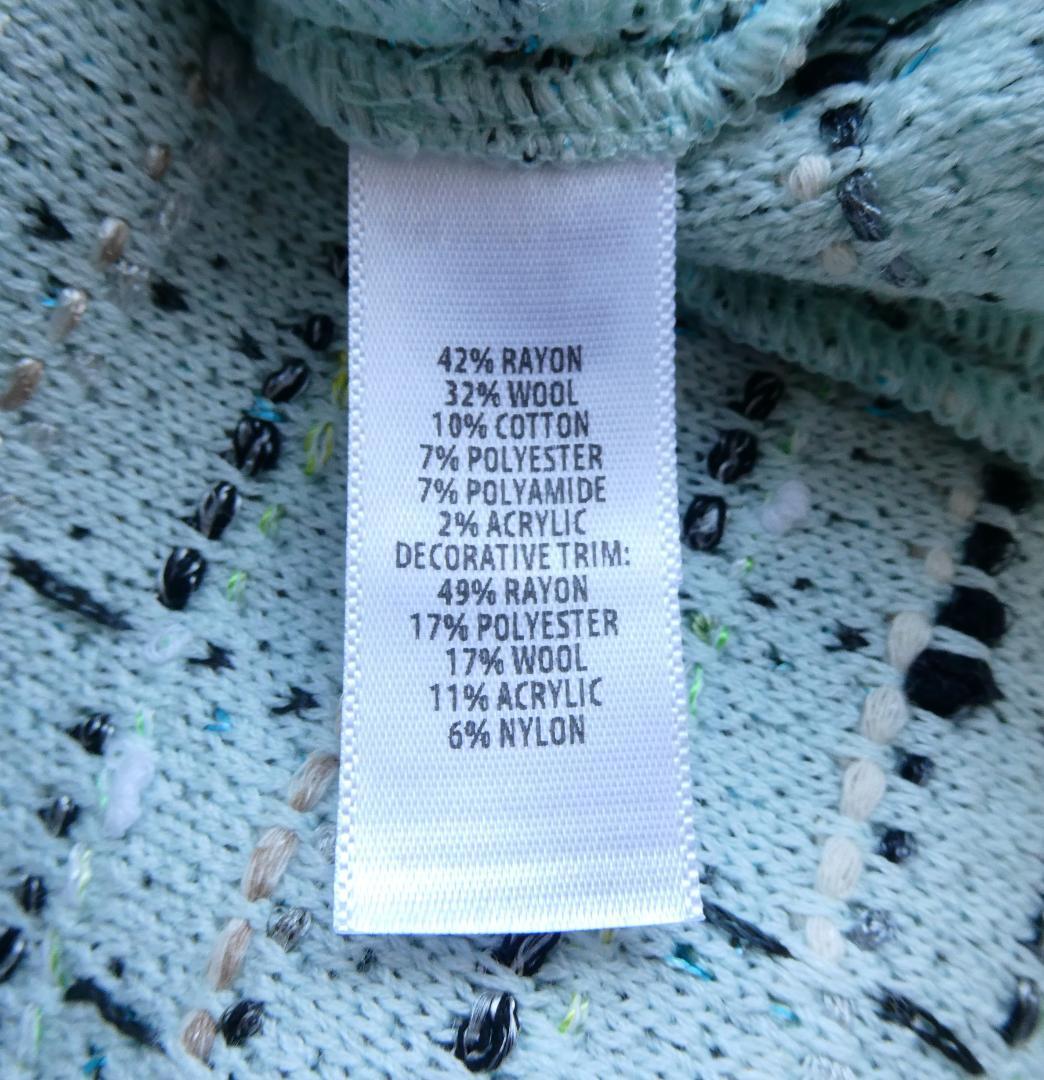 42% RAYON
32% WOOL
10% COTTON
7% POLYESTER
7% POLYAMIDE
2% ACRYLIC
DECORATIVE TRIM:
49% RAYON
17% POLYESTER
17% WOOL
11% ACRYLIC
6% NYLON